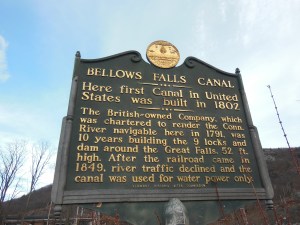 BELLOWS FALLS CANAL
Here first Canal in United
States was built in 1802
The British-owned Company, which
was chartered to render the Conn.
River navigable here in 1791, was
10 years building the 9 locks and
dam around the Great Falls, 52 ft.
high. After the railroad came in
1849, river traffic declined and the
canal was used for water power only.